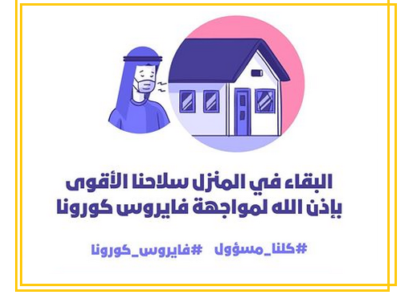 البقاء في المنزل سلاحنا الأقوى
بإذن الله لمواجهة فايروس كورونا
#كلنا_مسؤول #فايروس_كورونا